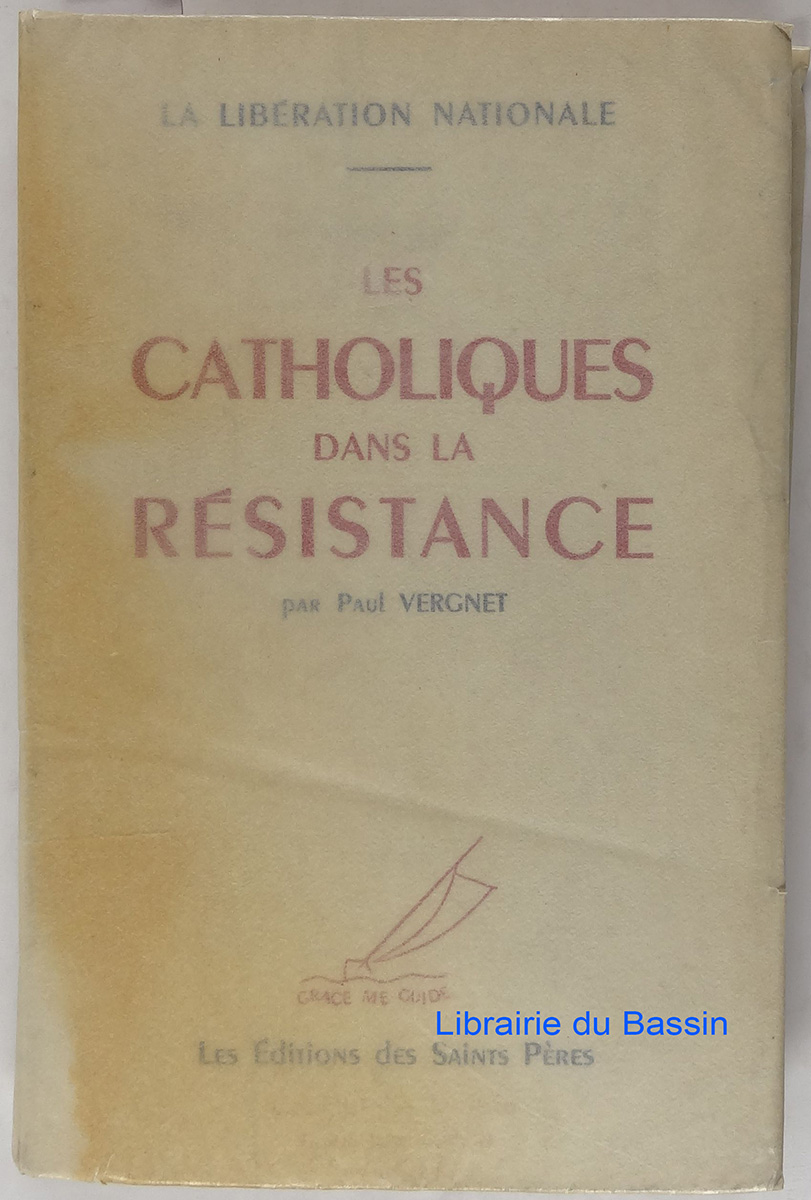 LA LIBÉRATION NATIONALE
LES
CATHOLIQUES
DANS LA
RÉSISTANCE
PAR PAUL VERGNET
GRACE ME GUIDE
Librairie du Bassin
LES ÉDITIONS DES SAINTS PÈRES